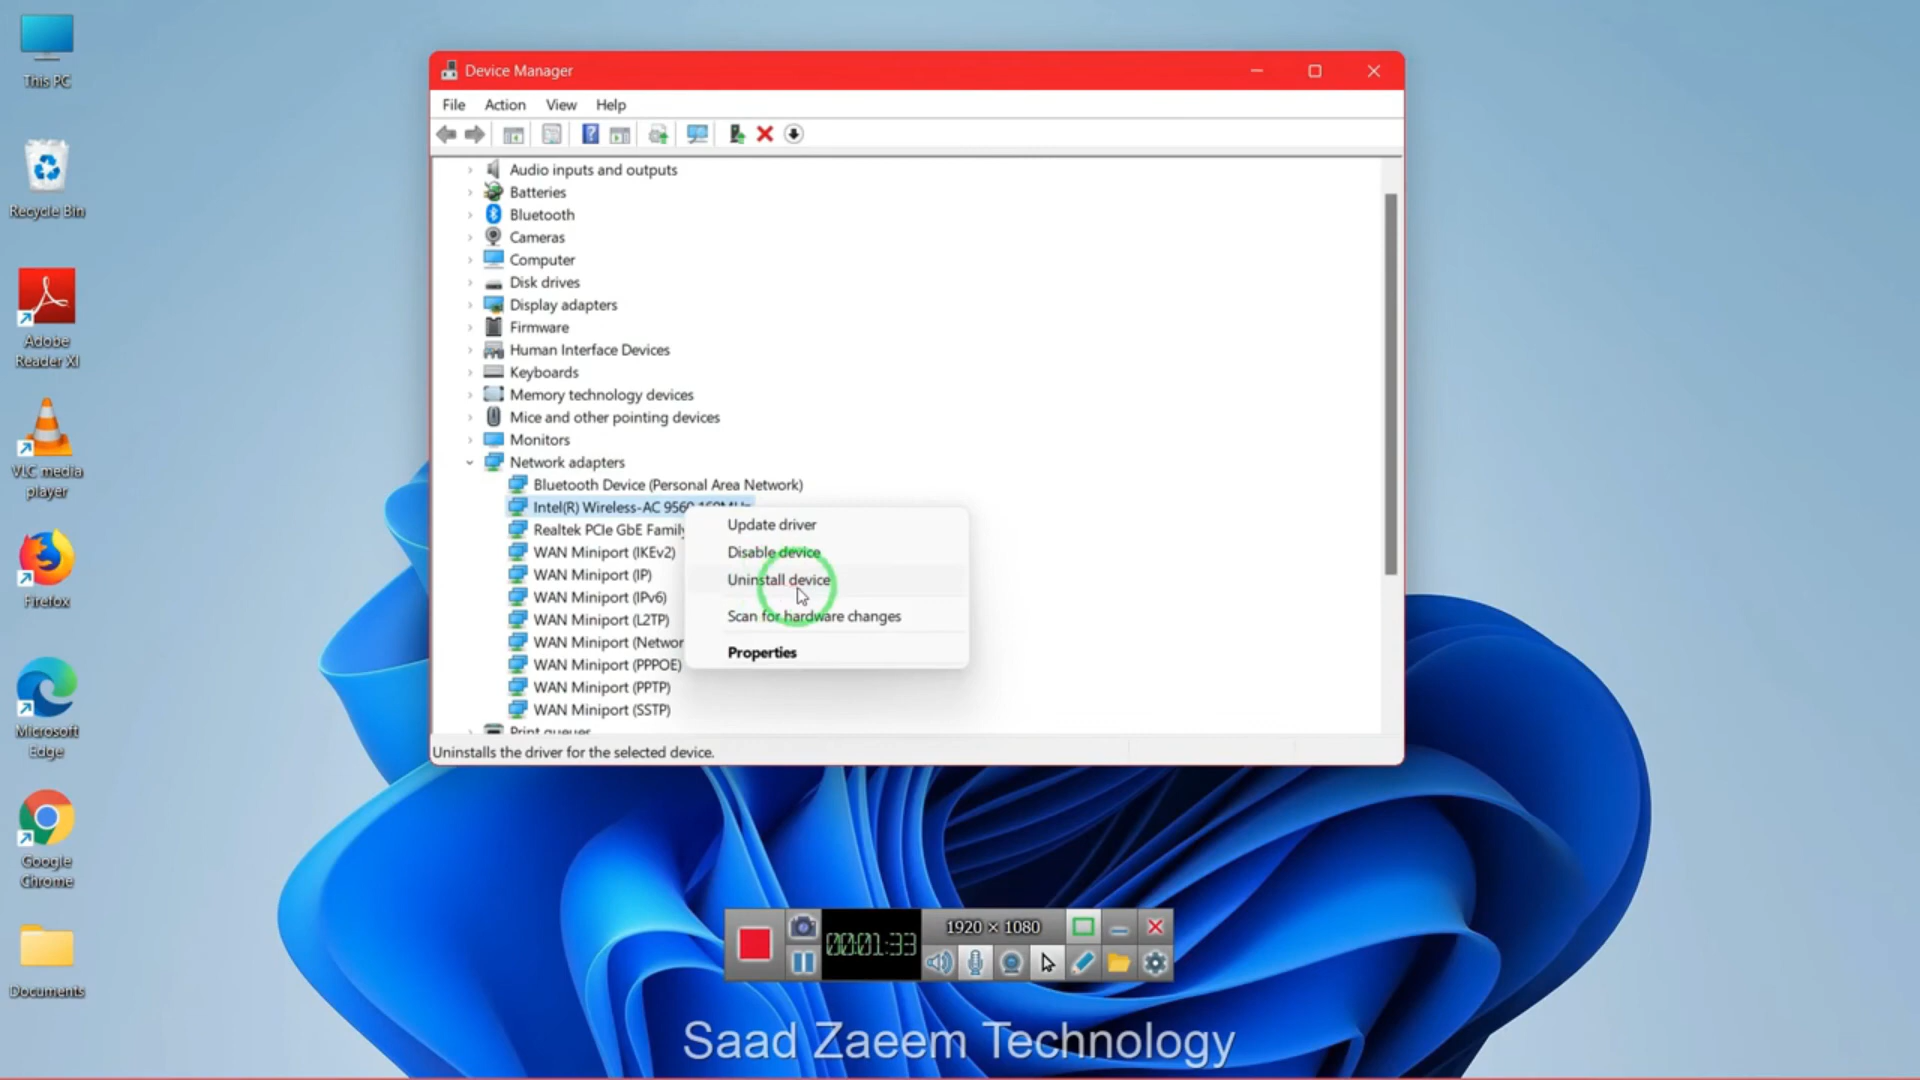 This PC
Recycle Bin
Adobe
Reader XI
VLC media
player
Firefox
Microsoft
Edge
Google
Chrome
Documents
Device Manager
File Action View Help
Audio inputs and outputs
Batteries
Bluetooth
Cameras
Computer
Disk drives
Display adapters
Firmware
Human Interface Devices
Keyboards
Memory technology devices
Mice and other pointing devices
Monitors
Network adapters
Bluetooth Device (Personal Area Network)
Intel(R) Wireless-AC 9560 160MHz
Realtek PCIe GbE Family
WAN Miniport (IKEv2)
WAN Miniport (IP)
WAN Miniport (IPv6)
WAN Miniport (L2TP)
WAN Miniport (Networ
WAN Miniport (PPPOE)
WAN Miniport (PPTP)
WAN Miniport (SSTP)
Print queues
Update driver
Disable device
Uninstall device
Scan for hardware changes
Properties
Uninstalls the driver for the selected device.
00:01:33
1920 × 1080
Saad Zaeem Technology